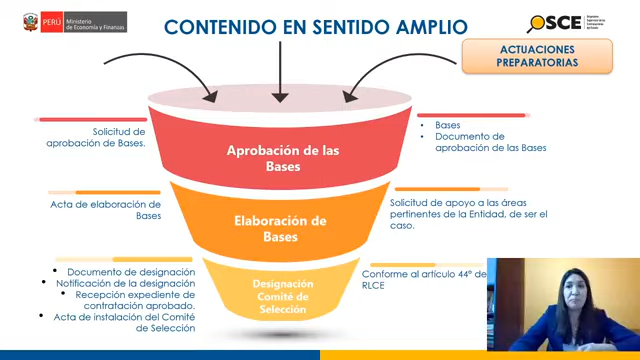 PERÚ
Ministerio
de Economía y Finanzas
CONTENIDO EN SENTIDO AMPLIO
OSCE
ACTUACIONES
PREPARATORIAS
Solicitud de
aprobación de Bases.
Aprobación de las
Bases
• Bases
• Documento de
aprobación de las Bases
Acta de elaboración de
Bases
Elaboración de
Bases
Solicitud de apoyo a las áreas
pertinentes de la Entidad, de ser el
caso.
• Documento de designación
• Notificación de la designación
• Recepción expediente de
contratación aprobado.
• Acta de instalación del Comité
de Selección
Designación
Comité de
Selección
Conforme al artículo 44° de
RLCE